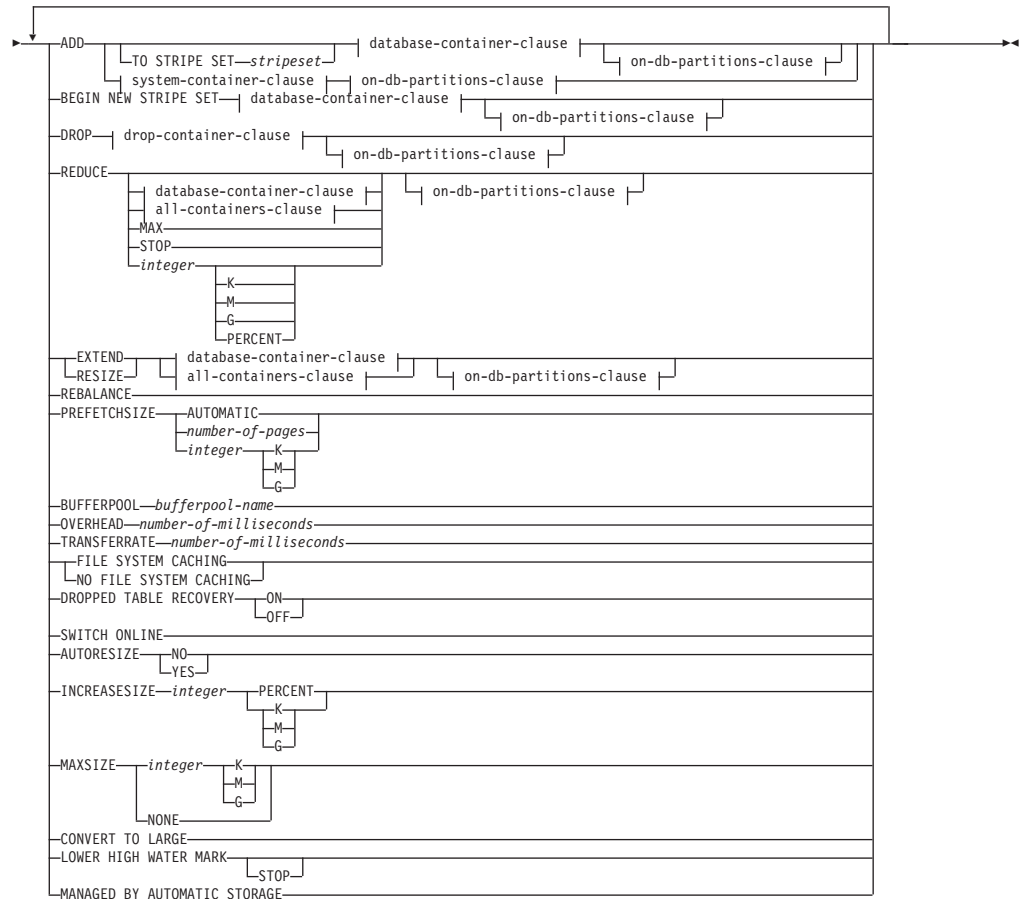 ADD database-container-clause
TO STRIPE SET stripeset on-db-partitions-clause
system-container-clause on-db-partitions-clause
BEGIN NEW STRIPE SET database-container-clause
on-db-partitions-clause
DROP drop-container-clause
on-db-partitions-clause
REDUCE
database-container-clause on-db-partitions-clause
all-containers-clause
MAX
STOP
integer
K
M
G
PERCENT
EXTEND database-container-clause
RESIZE all-containers-clause on-db-partitions-clause
REBALANCE
PREFETCHSIZE AUTOMATIC
number-of-pages
integer K
M
G
BUFFERPOOL bufferpool-name
OVERHEAD number-of-milliseconds
TRANSFERRATE number-of-milliseconds
FILE SYSTEM CACHING
NO FILE SYSTEM CACHING
DROPPED TABLE RECOVERY ON
OFF
SWITCH ONLINE
AUTORESIZE NO
YES
INCREASESIZE integer PERCENT
K
M
G
MAXSIZE integer K
M
G
NONE
CONVERT TO LARGE
LOWER HIGH WATER MARK
STOP
MANAGED BY AUTOMATIC STORAGE